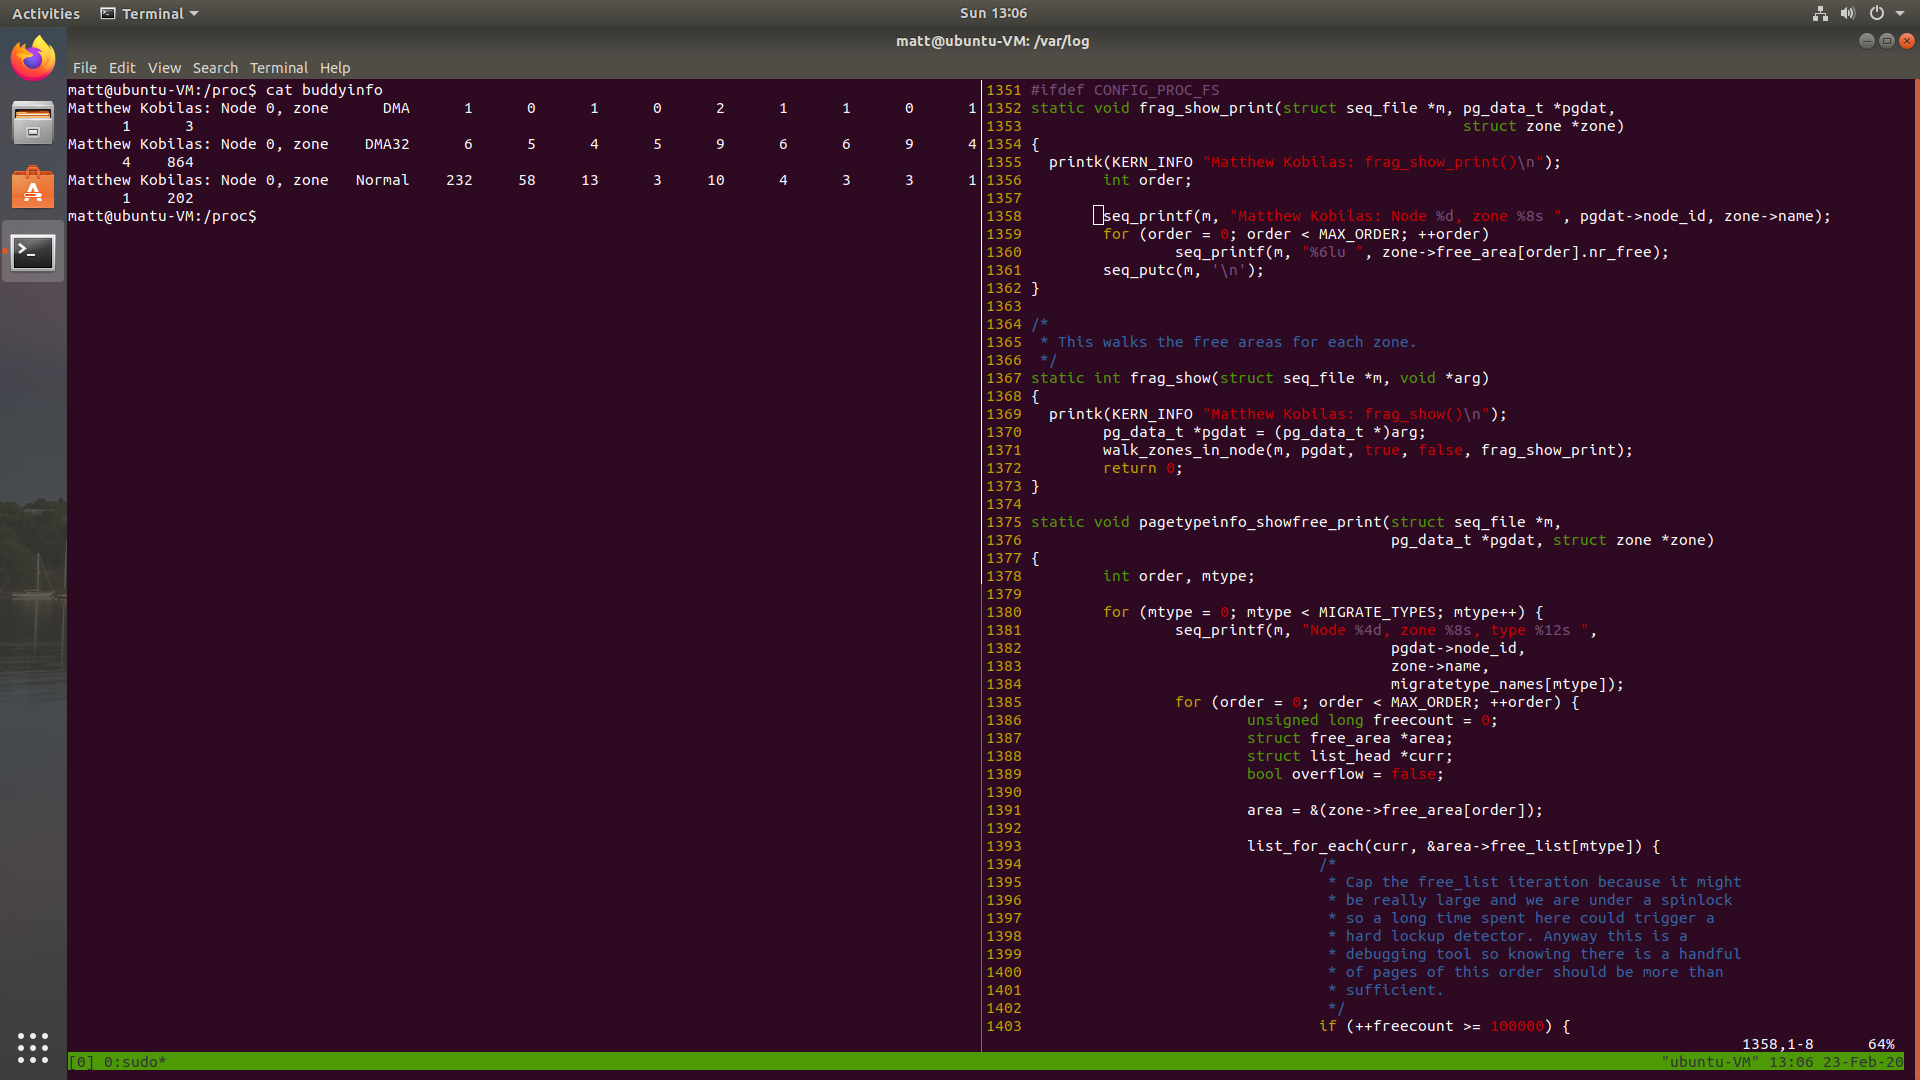 Activities Terminal Sun 13:06
matt@ubuntu-VM: /var/log
File Edit View Search Terminal Help
matt@ubuntu-VM:/proc$ cat buddyinfo
Matthew Kobilas: Node 0, zone      DMA      1      0      1      0      2      1      1      0      1
      1      3
Matthew Kobilas: Node 0, zone    DMA32      6      5      4      5      9      6      6      9      4
      4    864
Matthew Kobilas: Node 0, zone   Normal    232     58     13      3     10      4      3      3      1
      1    202
matt@ubuntu-VM:/proc$
1351 #ifdef CONFIG_PROC_FS
1352 static void frag_show_print(struct seq_file *m, pg_data_t *pgdat,
1353                                                 struct zone *zone)
1354 {
1355   printk(KERN_INFO "Matthew Kobilas: frag_show_print()\n");
1356         int order;
1357
1358         seq_printf(m, "Matthew Kobilas: Node %d, zone %8s ", pgdat->node_id, zone->name);
1359         for (order = 0; order < MAX_ORDER; ++order)
1360                 seq_printf(m, "%6lu ", zone->free_area[order].nr_free);
1361         seq_putc(m, '\n');
1362 }
1363
1364 /*
1365  * This walks the free areas for each zone.
1366  */
1367 static int frag_show(struct seq_file *m, void *arg)
1368 {
1369   printk(KERN_INFO "Matthew Kobilas: frag_show()\n");
1370         pg_data_t *pgdat = (pg_data_t *)arg;
1371         walk_zones_in_node(m, pgdat, true, false, frag_show_print);
1372         return 0;
1373 }
1374
1375 static void pagetypeinfo_showfree_print(struct seq_file *m,
1376                                         pg_data_t *pgdat, struct zone *zone)
1377 {
1378         int order, mtype;
1379
1380         for (mtype = 0; mtype < MIGRATE_TYPES; mtype++) {
1381                 seq_printf(m, "Node %4d, zone %8s, type %12s ",
1382                                         pgdat->node_id,
1383                                         zone->name,
1384                                         migratetype_names[mtype]);
1385                 for (order = 0; order < MAX_ORDER; ++order) {
1386                         unsigned long freecount = 0;
1387                         struct free_area *area;
1388                         struct list_head *curr;
1389                         bool overflow = false;
1390
1391                         area = &(zone->free_area[order]);
1392
1393                         list_for_each(curr, &area->free_list[mtype]) {
1394                                 /*
1395                                  * Cap the free_list iteration because it might
1396                                  * be really large and we are under a spinlock
1397                                  * so a long time spent here could trigger a
1398                                  * hard lockup detector. Anyway this is a
1399                                  * debugging tool so knowing there is a handful
1400                                  * of pages of this order should be more than
1401                                  * sufficient.
1402                                  */
1403                                 if (++freecount >= 100000) {
1358,1-8      64%
[0] 0:sudo* "ubuntu-VM" 13:06 23-Feb-20